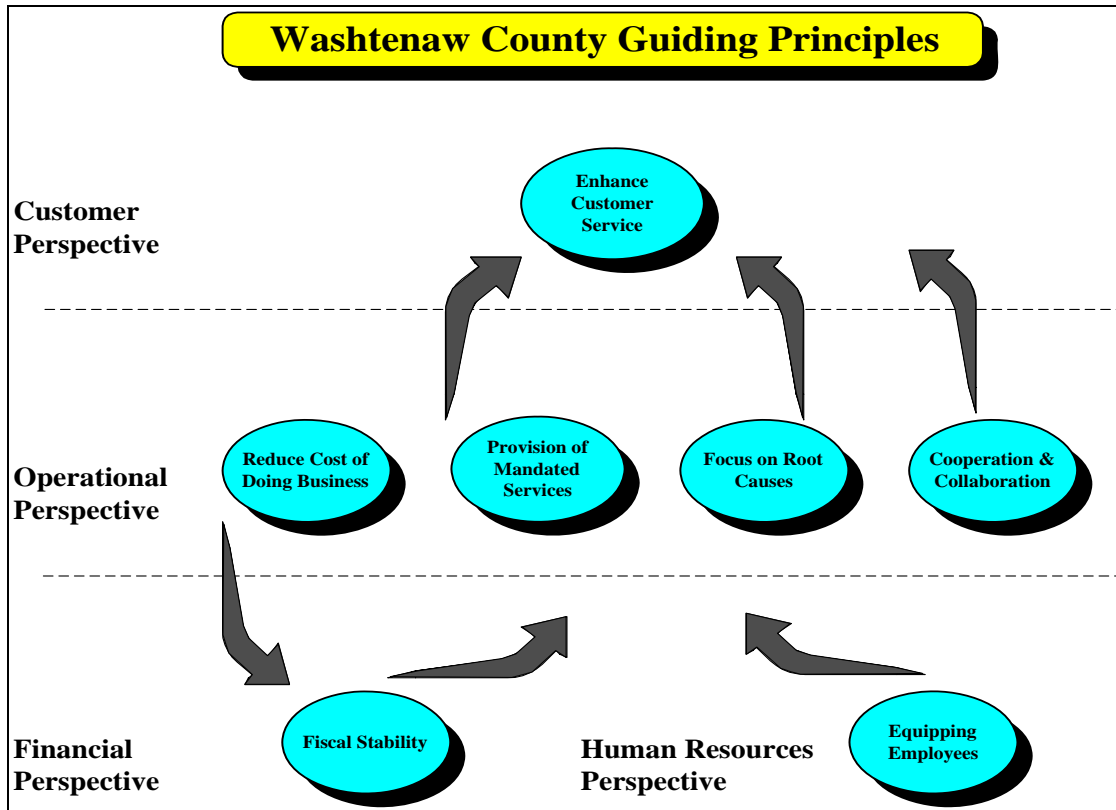 Washtenaw County Guiding Principles
Enhance
Customer
Service
Customer
Perspective
Reduce Cost of
Doing Business
Provision of
Mandated
Services
Focus on Root
Causes
Cooperation &
Collaboration
Operational
Perspective
Fiscal Stability
Equipping
Employees
Financial
Perspective
Human Resources
Perspective